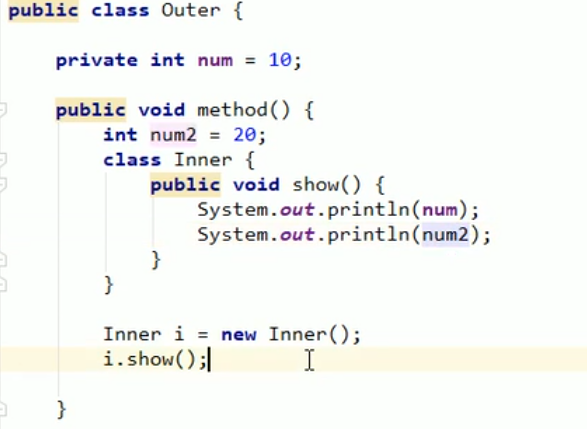 public class Outer {
private int num = 10;
public void method() {
int num2 = 20;
class Inner {
public void show() {
System.out.println(num);
System.out.println(num2);
}
}
Inner i = new Inner();
i.show();
}